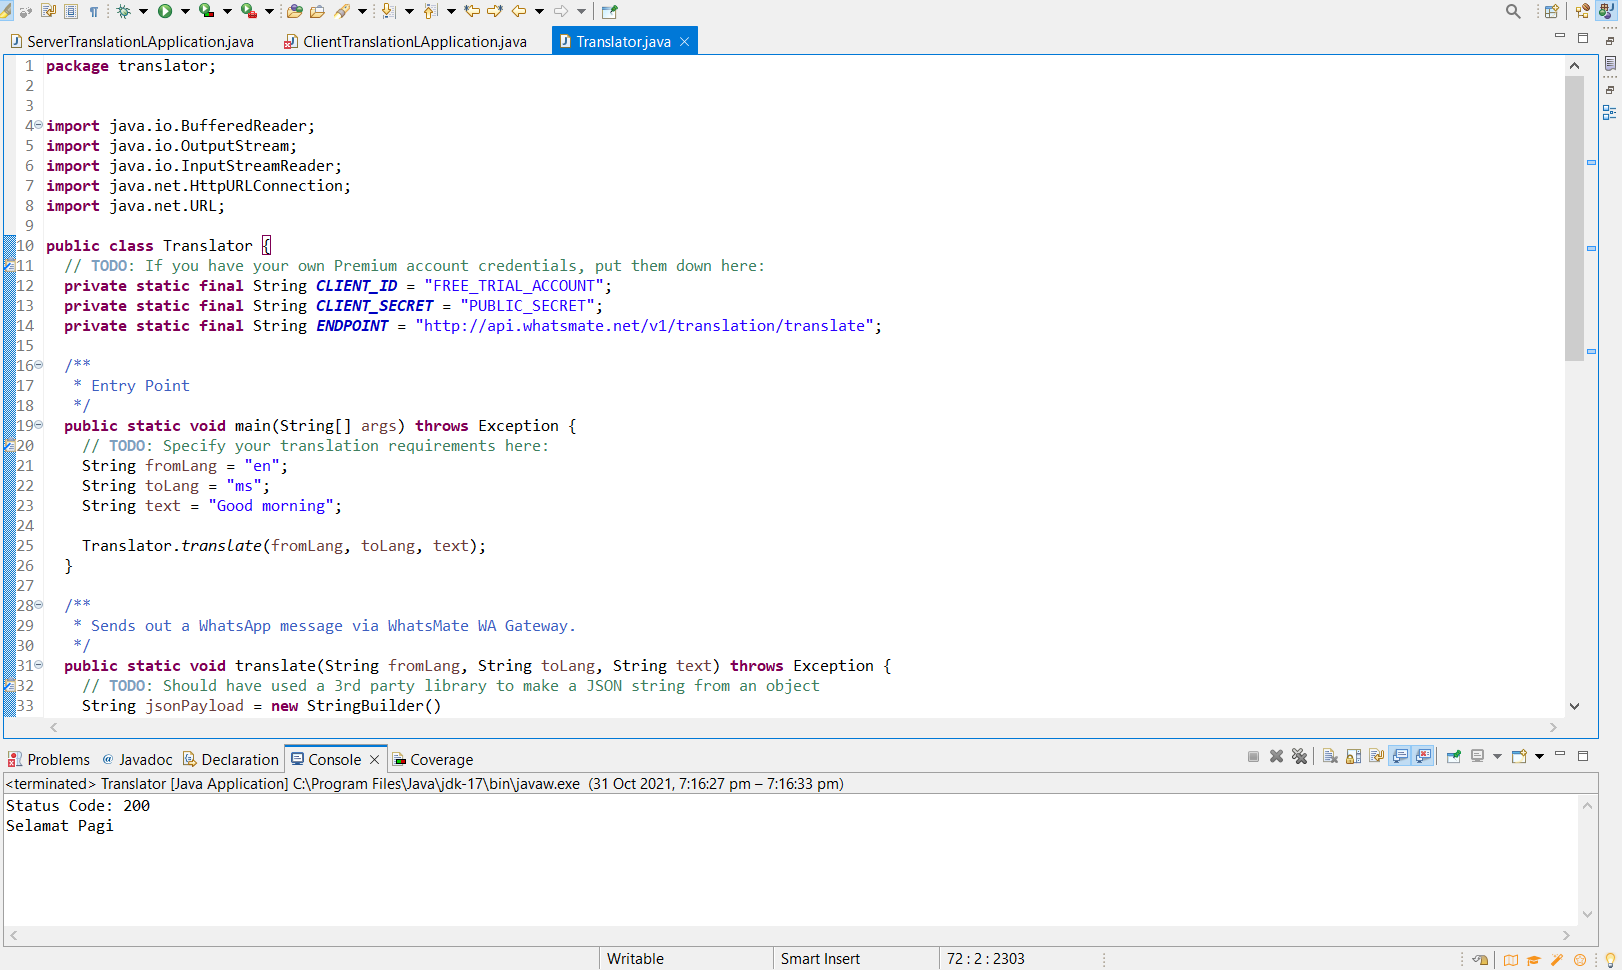 ServerTranslationLApplication.java ClientTranslationLApplication.java Translator.java
1 package translator;
2
3
4 import java.io.BufferedReader;
5 import java.io.OutputStream;
6 import java.io.InputStreamReader;
7 import java.net.HttpURLConnection;
8 import java.net.URL;
9
10 public class Translator {
11 // TODO: If you have your own Premium account credentials, put them down here:
12 private static final String CLIENT_ID = "FREE_TRIAL_ACCOUNT";
13 private static final String CLIENT_SECRET = "PUBLIC_SECRET";
14 private static final String ENDPOINT = "http://api.whatsmate.net/v1/translation/translate";
15
16 /**
17 * Entry Point
18 */
19 public static void main(String[] args) throws Exception {
20 // TODO: Specify your translation requirements here:
21 String fromLang = "en";
22 String toLang = "ms";
23 String text = "Good morning";
24
25 Translator.translate(fromLang, toLang, text);
26 }
27
28 /**
29 * Sends out a WhatsApp message via WhatsMate WA Gateway.
30 */
31 public static void translate(String fromLang, String toLang, String text) throws Exception {
32 // TODO: Should have used a 3rd party library to make a JSON string from an object
33 String jsonPayload = new StringBuilder()
Problems @ Javadoc Declaration Console Coverage
<terminated> Translator [Java Application] C:\Program Files\Java\jdk-17\bin\javaw.exe (31 Oct 2021, 7:16:27 pm – 7:16:33 pm)
Status Code: 200
Selamat Pagi
Writable Smart Insert 72 : 2 : 2303